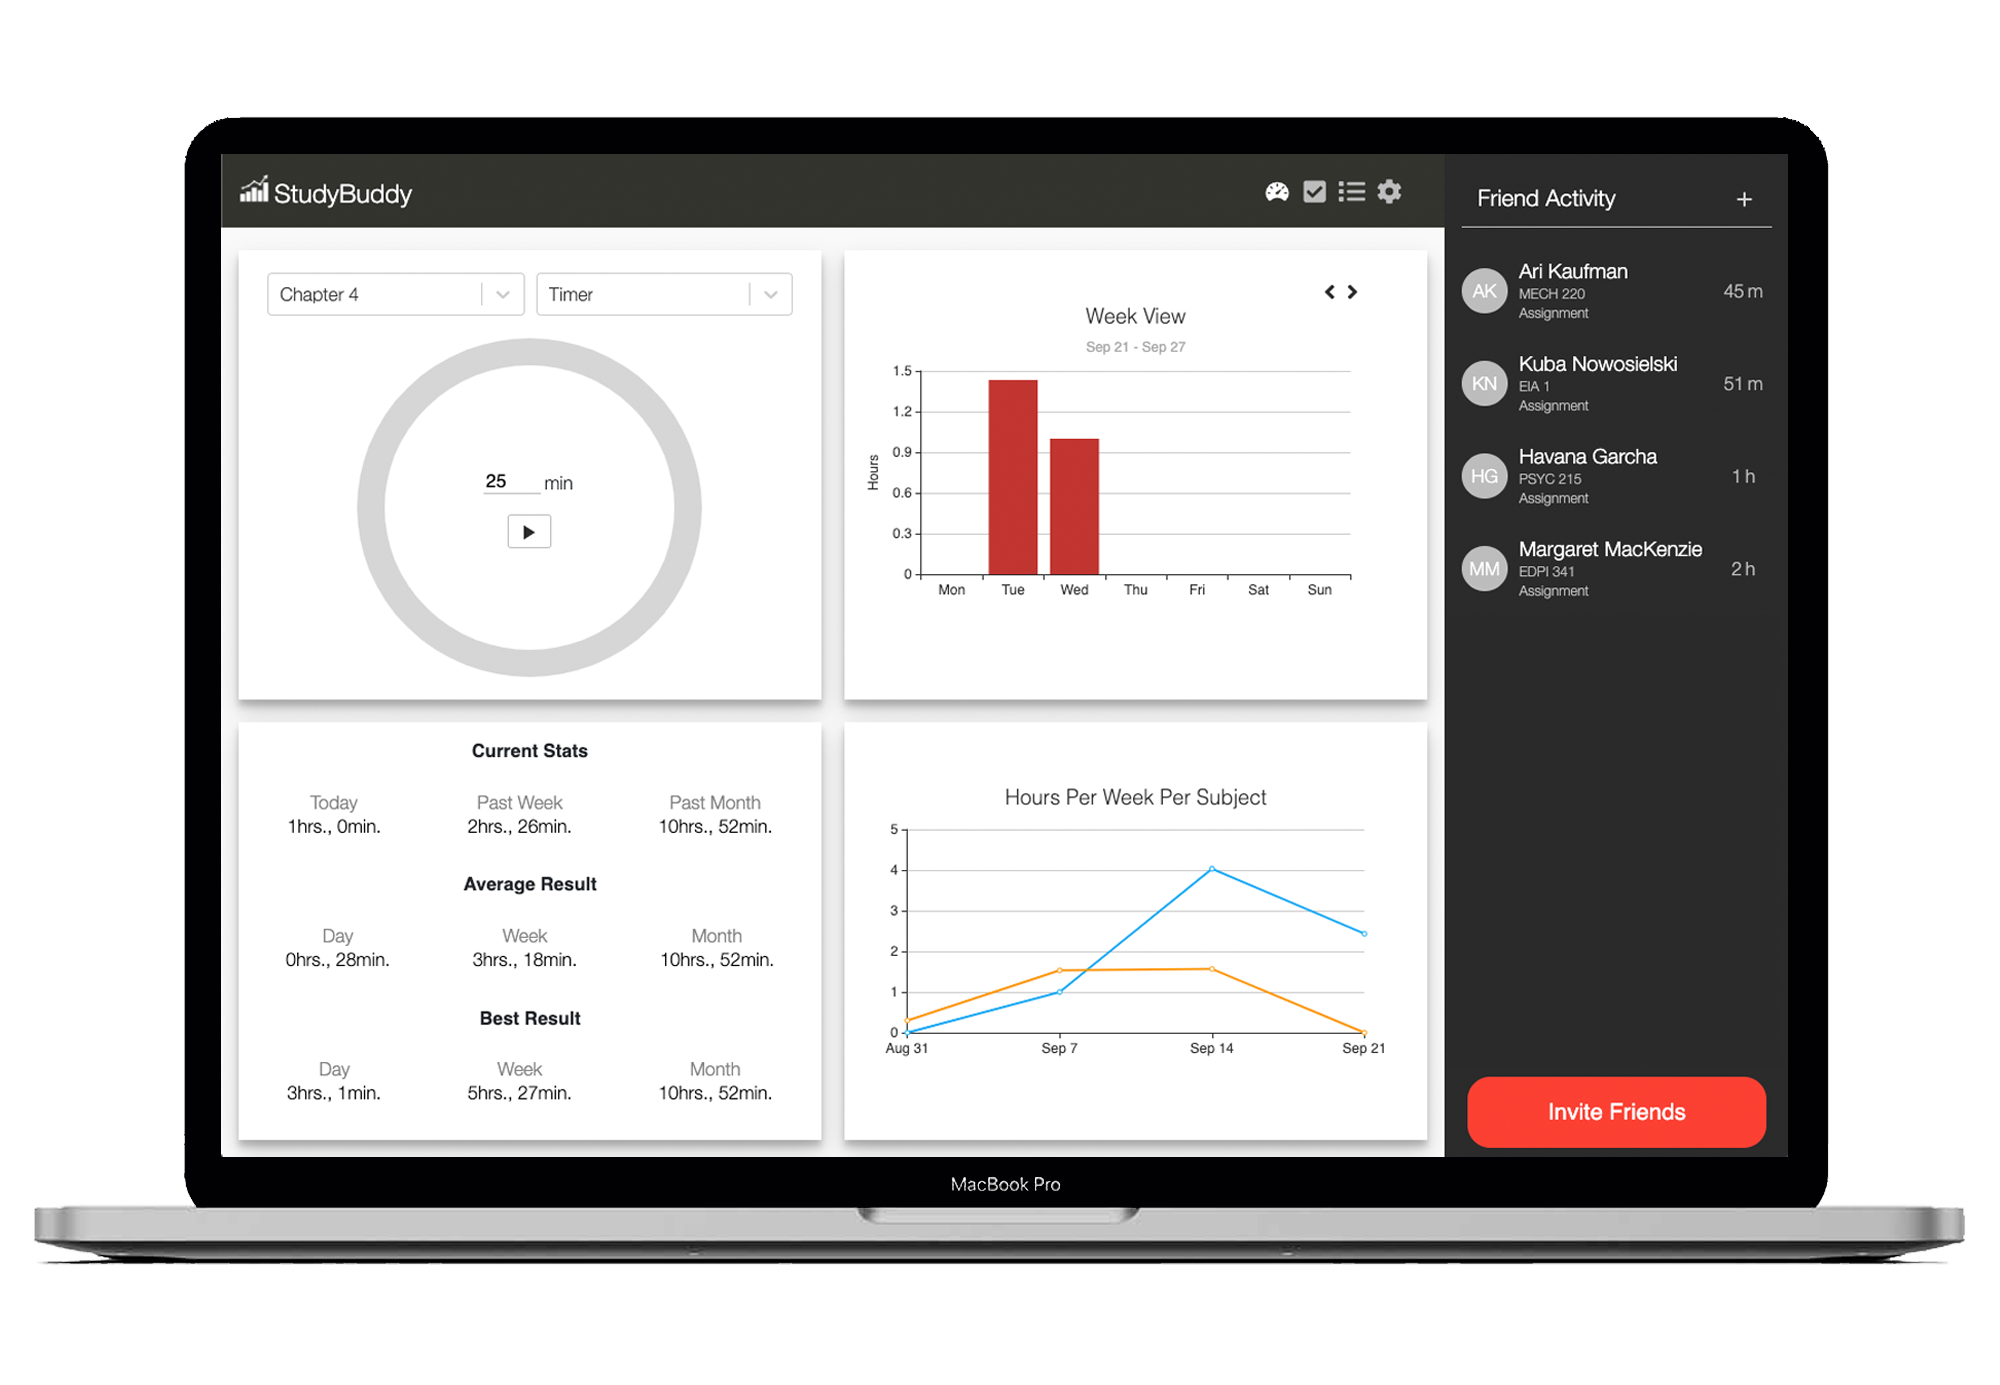 StudyBuddy
Chapter 4
Timer
25 min
Week View
Sep 21 - Sep 27
Hours
1.5
1.2
0.9
0.6
0.3
0
Mon Tue Wed Thu Fri Sat Sun
Current Stats
Today Past Week Past Month
1hrs., 0min. 2hrs., 26min. 10hrs., 52min.
Average Result
Day Week Month
0hrs., 28min. 3hrs., 18min. 10hrs., 52min.
Best Result
Day Week Month
3hrs., 1min. 5hrs., 27min. 10hrs., 52min.
Hours Per Week Per Subject
5
4
3
2
1
0
Aug 31 Sep 7 Sep 14 Sep 21
Friend Activity +
AK
Ari Kaufman
MECH 220
Assignment
45 m
KN
Kuba Nowosielski
EIA 1
Assignment
51 m
HG
Havana Garcha
PSYC 215
Assignment
1 h
MM
Margaret MacKenzie
EDPI 341
Assignment
2 h
Invite Friends
MacBook Pro